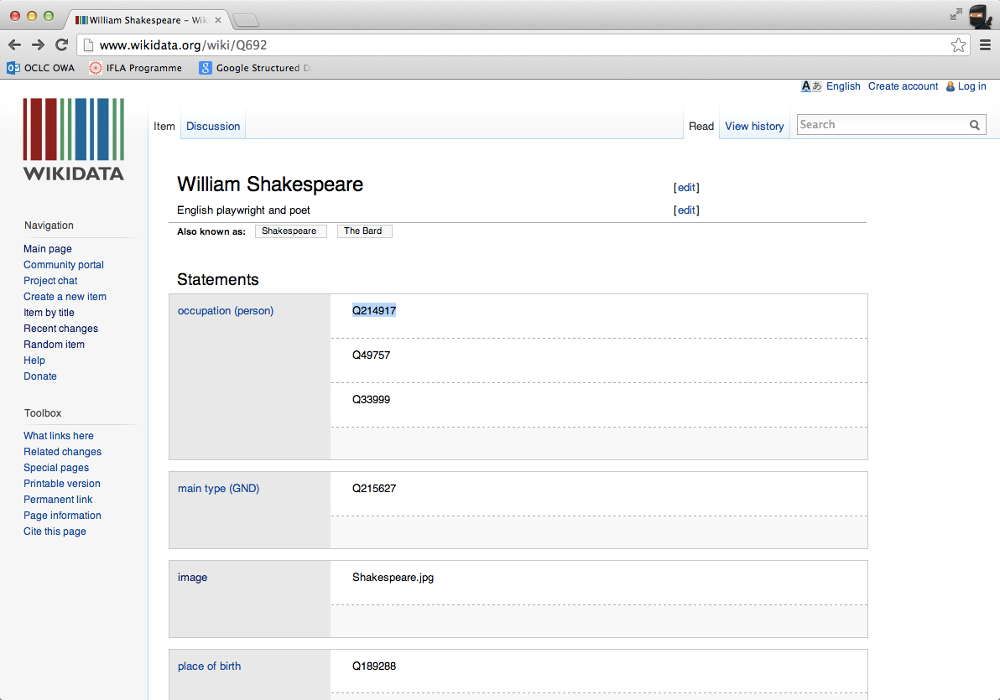 William Shakespeare – Wik
www.wikidata.org/wiki/Q692
OCLC OWA
IFLA Programme
Google Structured D
Aあ English Create account Log in
WIKIDATA
Item Discussion
Read View history
Search
Navigation
Main page
Community portal
Project chat
Create a new item
Item by title
Recent changes
Random item
Help
Donate
Toolbox
What links here
Related changes
Special pages
Printable version
Permanent link
Page information
Cite this page
William Shakespeare [edit]
English playwright and poet [edit]
Also known as: Shakespeare The Bard
Statements
occupation (person) Q214917
Q49757
Q33999
main type (GND) Q215627
image Shakespeare.jpg
place of birth Q189288